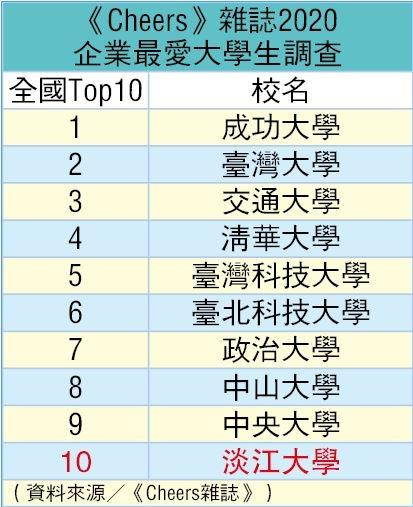 《Cheers》雜誌2020
企業最愛大學生調查
全國Top10 校名
1 成功大學
2 臺灣大學
3 交通大學
4 清華大學
5 臺灣科技大學
6 臺北科技大學
7 政治大學
8 中山大學
9 中央大學
10 淡江大學
(資料來源／《Cheers雜誌》)